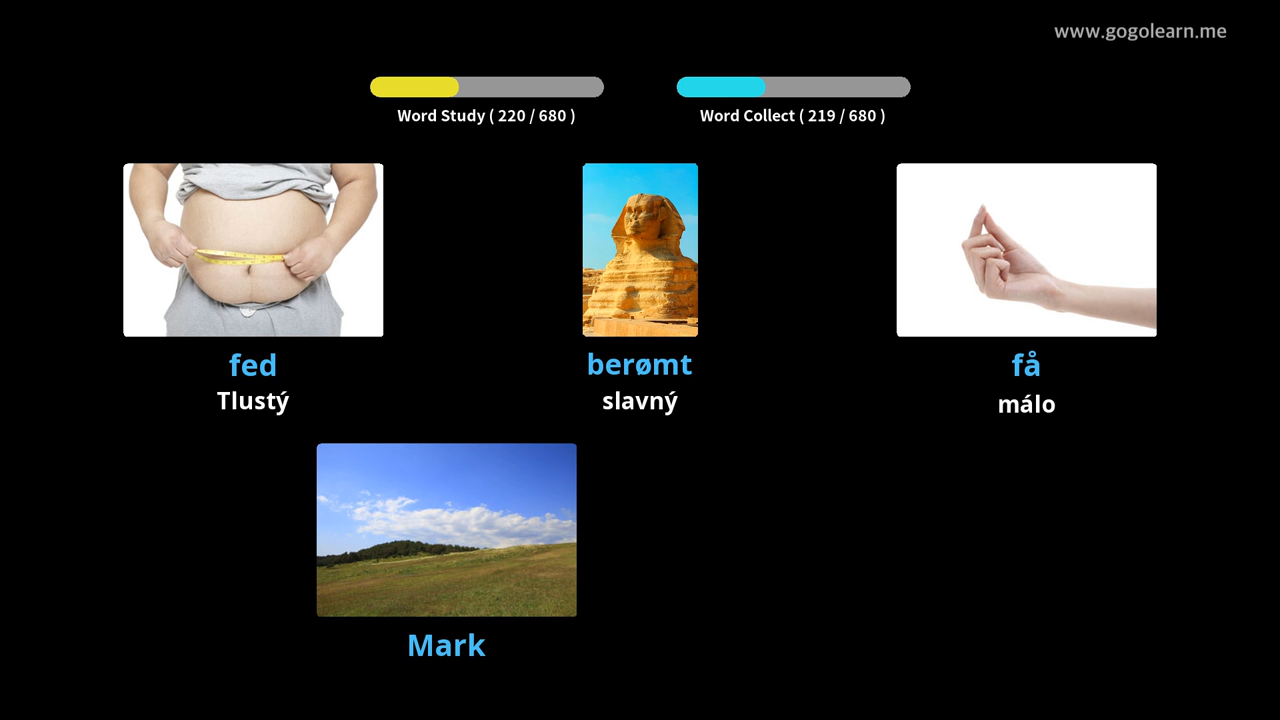 www.gogolearn.me
Word Study ( 220 / 680 )
Word Collect ( 219 / 680 )
fed
Tlustý
berømt
slavný
få
málo
Mark